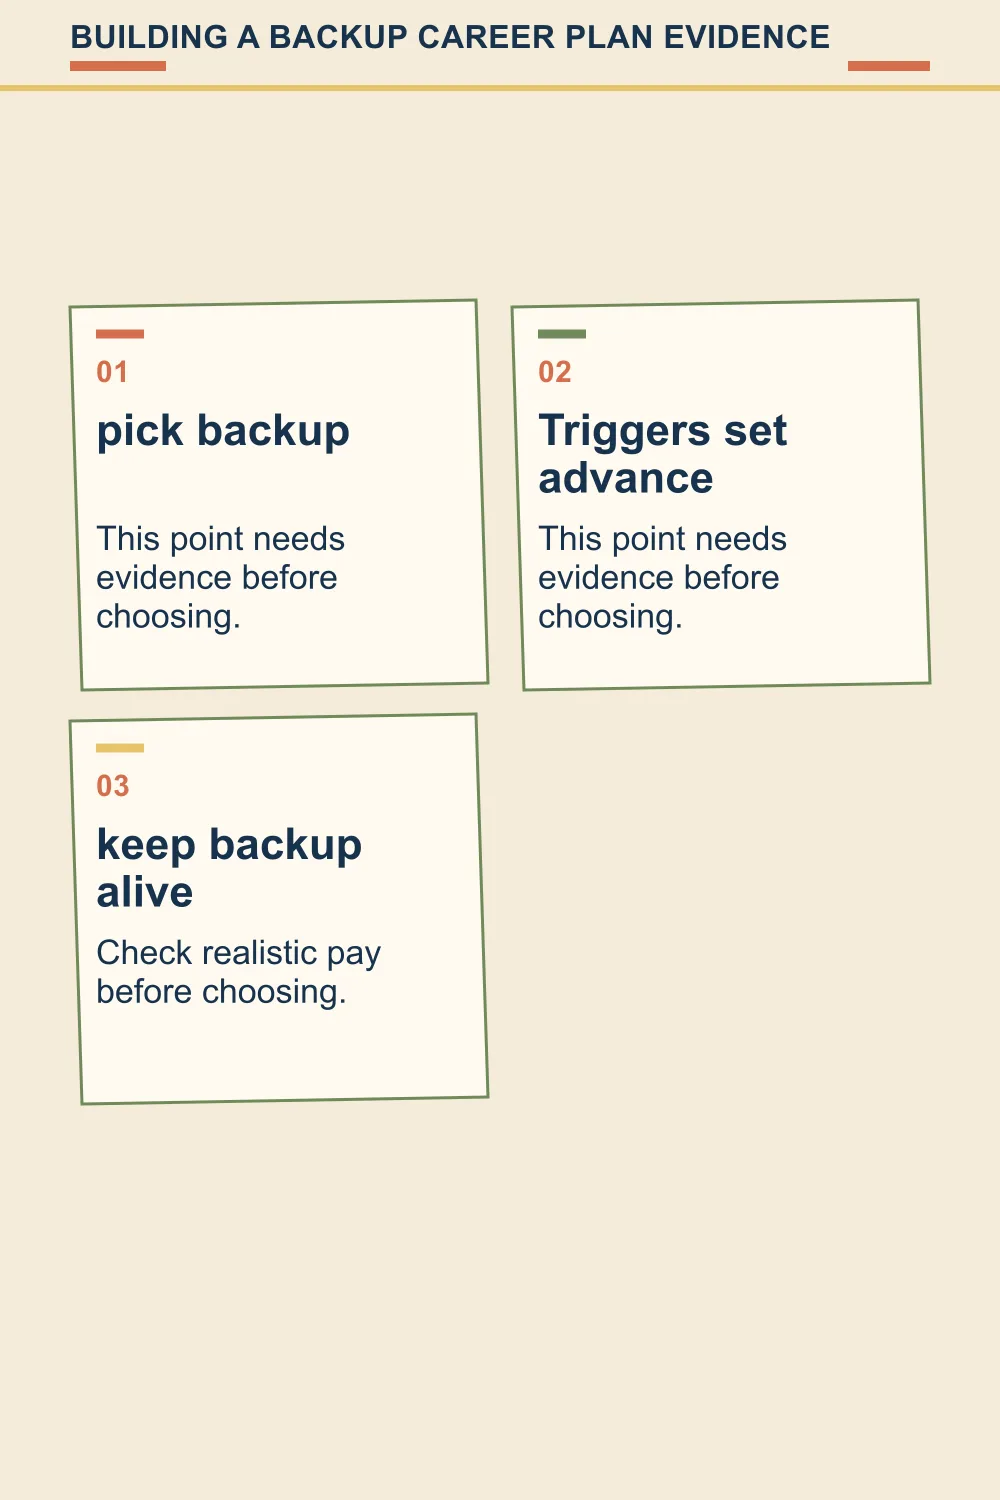 BUILDING A BACKUP CAREER PLAN EVIDENCE
01
pick backup
This point needs
evidence before
choosing.
02
Triggers set
advance
This point needs
evidence before
choosing.
03
keep backup
alive
Check realistic pay
before choosing.